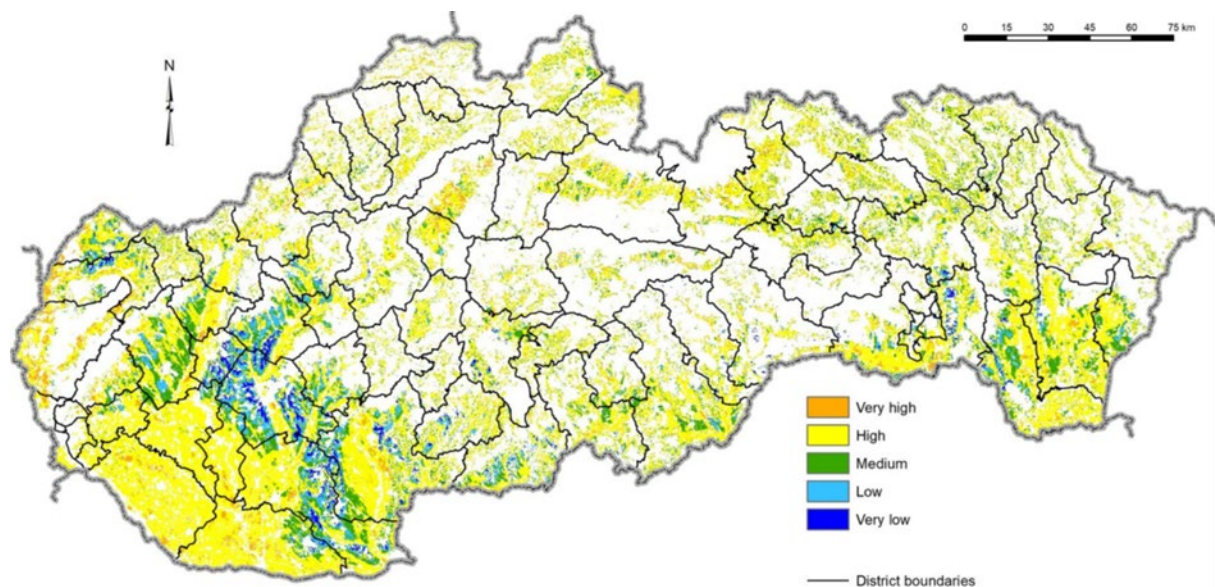 0 15 30 45 60 75 km
N
Very high
High
Medium
Low
Very low
District boundaries